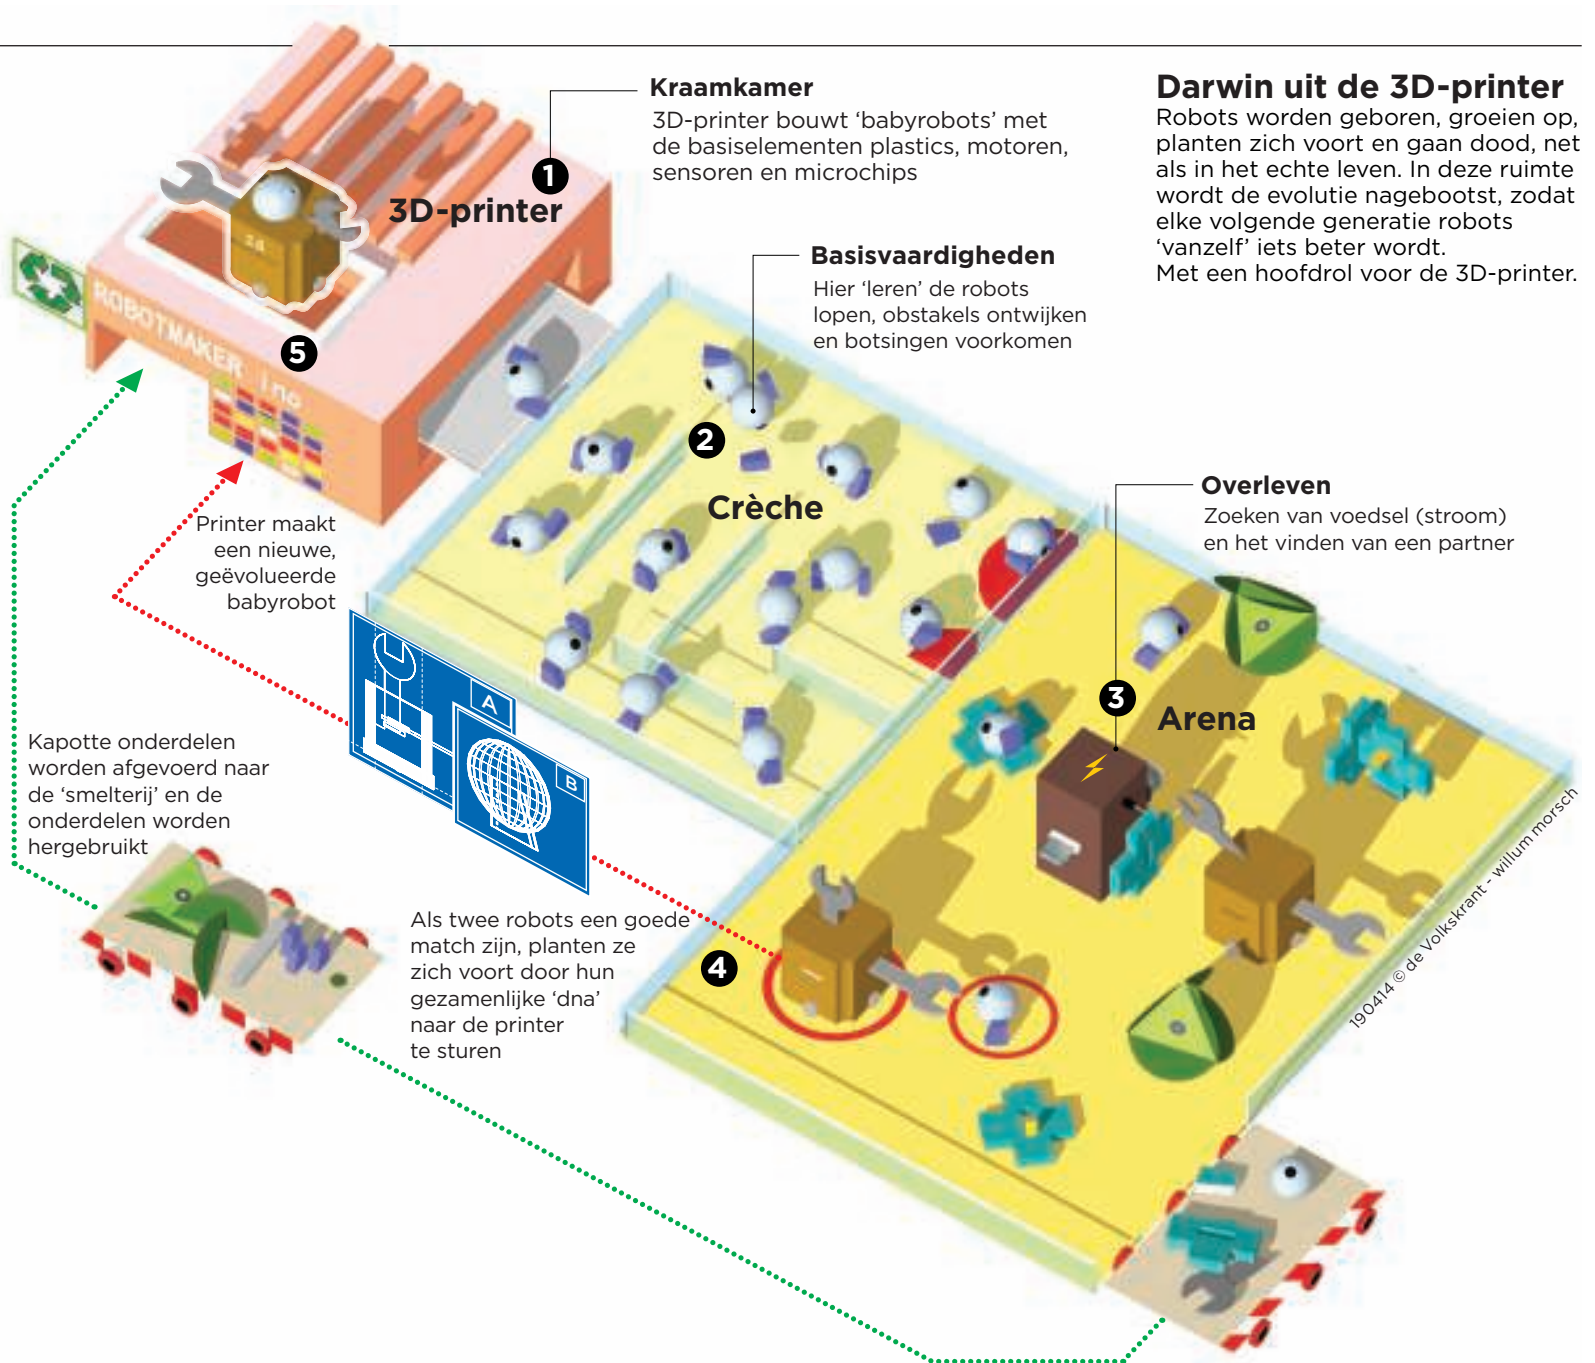 Darwin uit de 3D-printer
Robots worden geboren, groeien op,
planten zich voort en gaan dood, net
als in het echte leven. In deze ruimte
wordt de evolutie nagebootst, zodat
elke volgende generatie robots
‘vanzelf’ iets beter wordt.
Met een hoofdrol voor de 3D-printer.
Kraamkamer
3D-printer bouwt ‘babyrobots’ met
de basiselementen plastics, motoren,
sensoren en microchips
1
3D-printer
ROBOTMAKER
5
Basisvaardigheden
Hier ‘leren’ de robots
lopen, obstakels ontwijken
en botsingen voorkomen
2
Crèche
Overleven
Zoeken van voedsel (stroom)
en het vinden van een partner
3
Arena
Printer maakt
een nieuwe,
geëvolueerde
babyrobot
A
B
Kapotte onderdelen
worden afgevoerd naar
de ‘smelterij’ en de
onderdelen worden
hergebruikt
Als twee robots een goede
match zijn, planten ze
zich voort door hun
gezamenlijke ‘dna’
naar de printer
te sturen
4
190414 © de Volkskrant - willum morsch